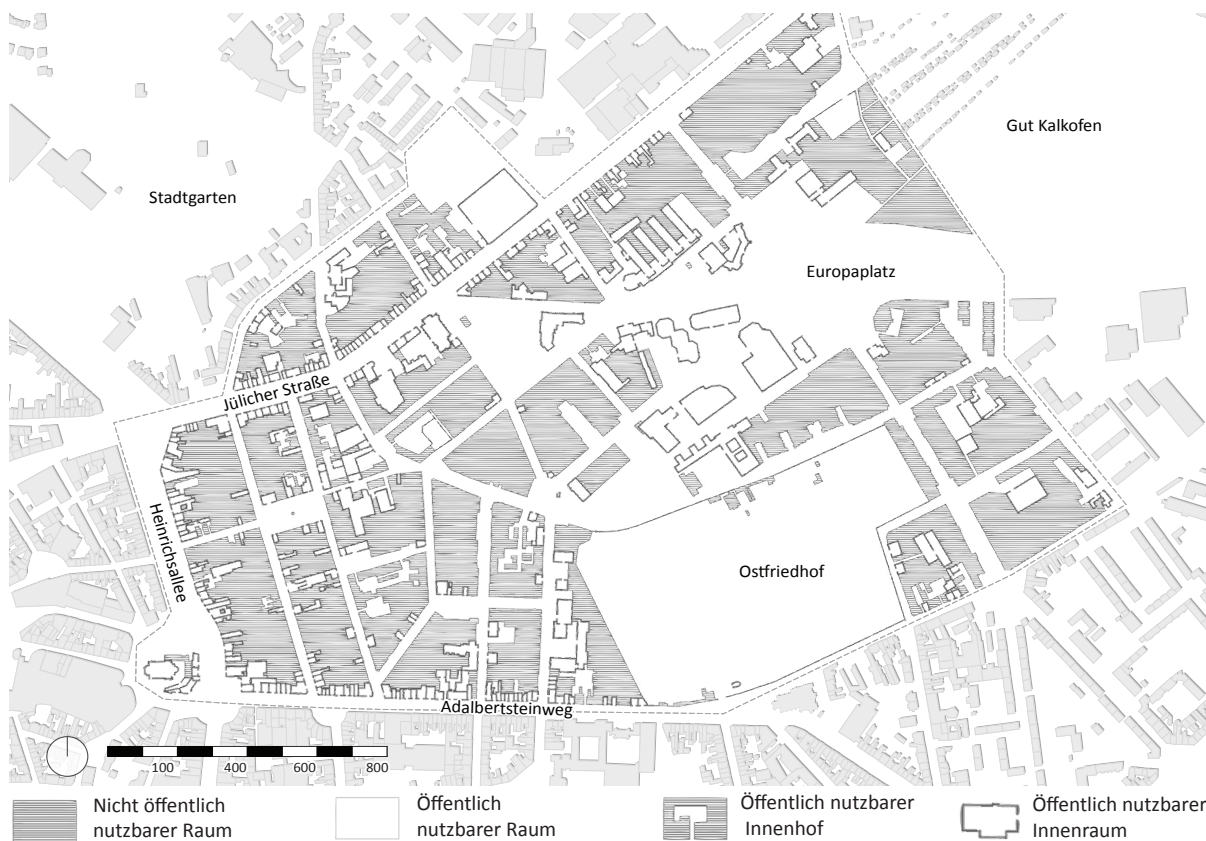 Gut Kalkofen
Stadtgarten
Europaplatz
Jülicher Straße
Heinrichsallee
Ostfriedhof
Adalbertsteinweg
100 400 600 800
Nicht öffentlich
nutzbarer Raum
Öffentlich
nutzbarer Raum
Öffentlich nutzbarer
Innenhof
Öffentlich nutzbarer
Innenraum